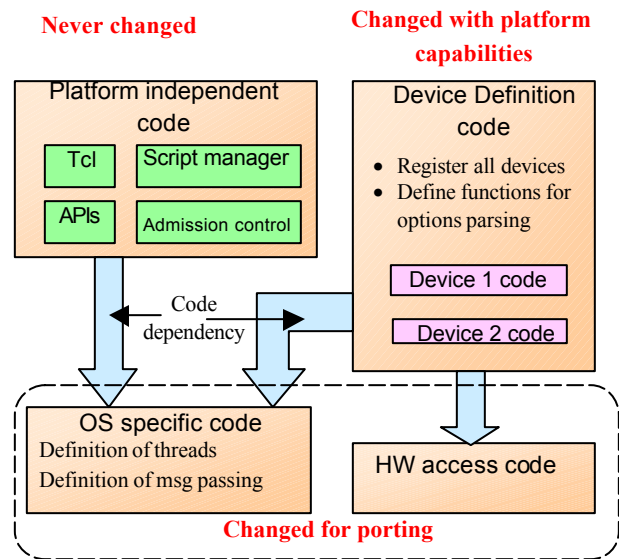 Never changed
Changed with platform
capabilities
Platform independent
code
Tcl
Script manager
APIs
Admission control
Device Definition
code
• Register all devices
• Define functions for
options parsing
Device 1 code
Device 2 code
Code
dependency
OS specific code
Definition of threads
Definition of msg passing
HW access code
Changed for porting